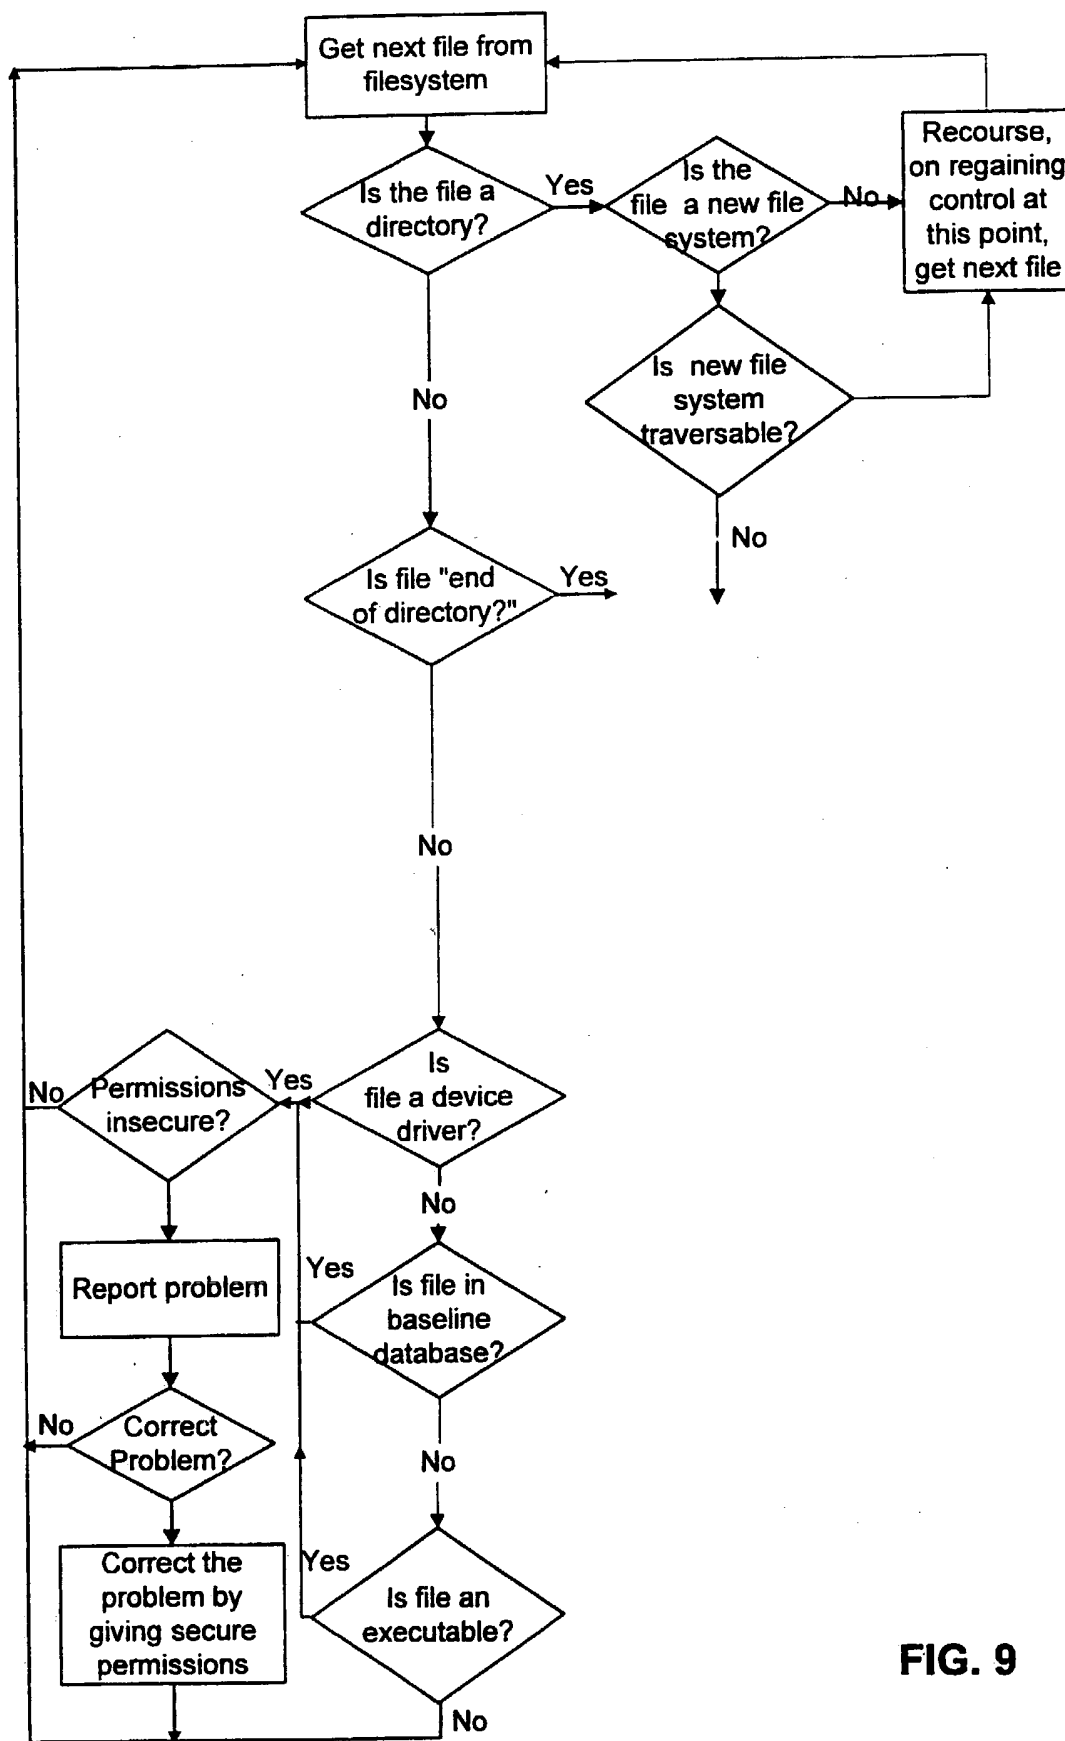 Get next file from
filesystem
Is the file a
directory?
Yes
Is the
file a new file
system?
No
Recourse,
on regaining
control at
this point,
get next file
Is new file
system
traversable?
No
No
Is file "end
of directory?"
Yes
No
Is
file a device
driver?
Yes
Permissions
insecure?
No
No
Report problem
Is file in
baseline
database?
Yes
Correct
Problem?
No
No
Correct the
problem by
giving secure
permissions
Is file an
executable?
Yes
No
FIG. 9